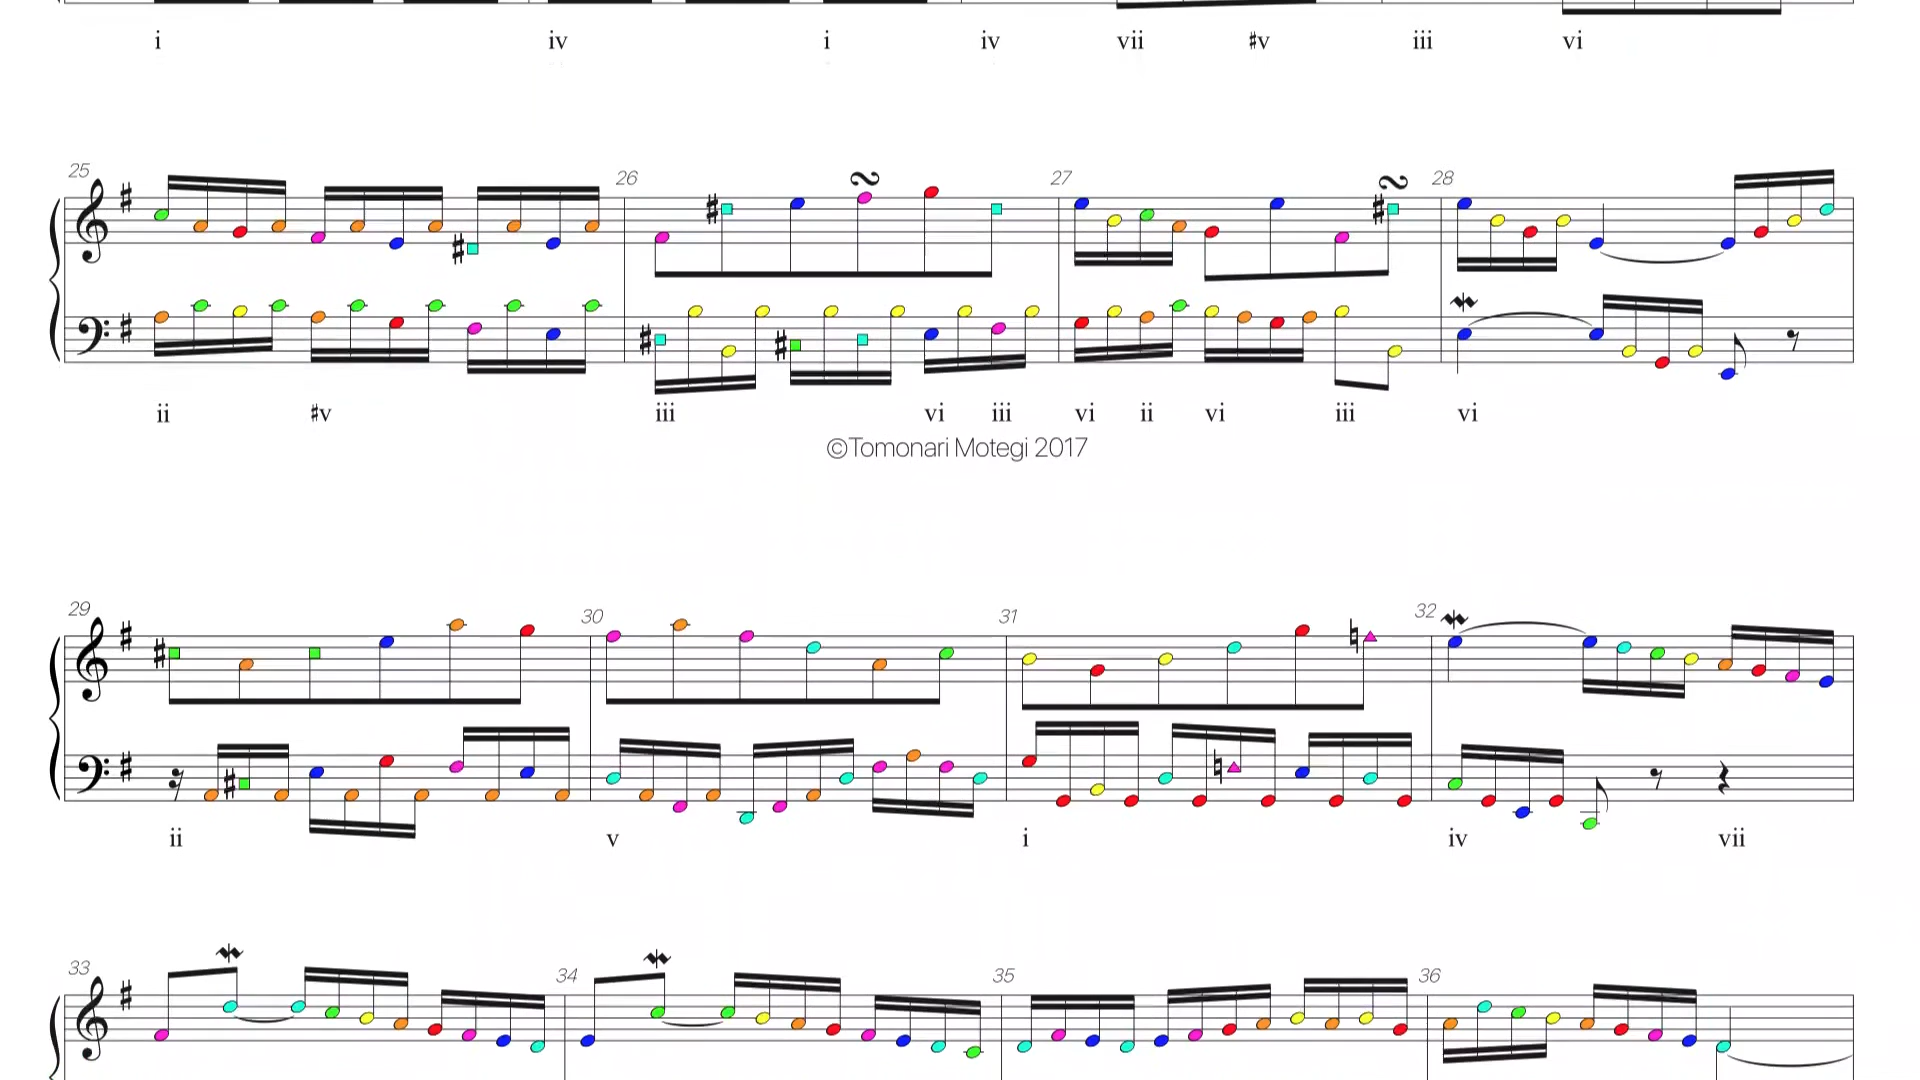 i iv i iv vii ♯v iii vi
25 26 27 28
ii ♯v iii vi iii vi ii vi iii vi
©Tomonari Motegi 2017
29 30 31 32
ii v i iv vii
33 34 35 36